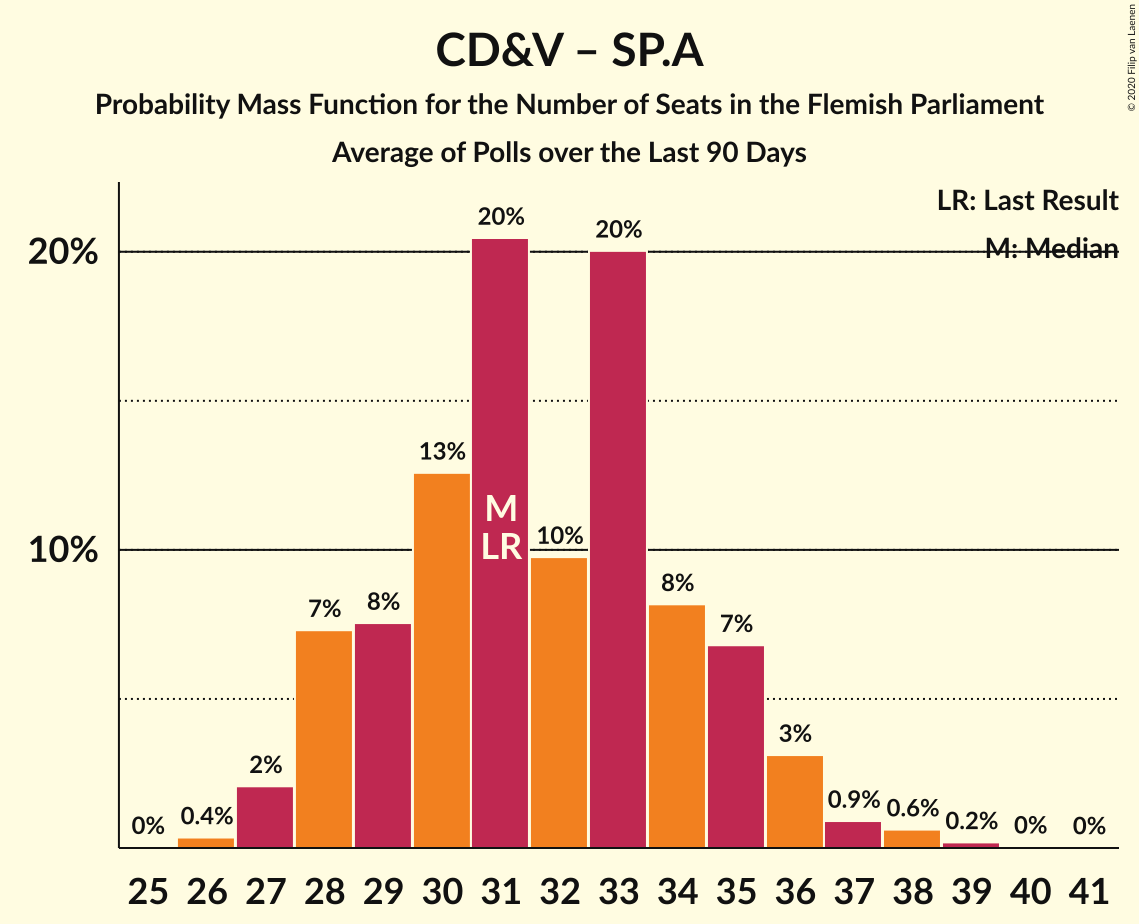 CD&V – SP.A
Probability Mass Function for the Number of Seats in the Flemish Parliament
Average of Polls over the Last 90 Days
© 2020 Filip van Laenen
LR: Last Result
M: Median
20%
10%
0%
0.4%
2%
7%
8%
13%
20%
M
LR
10%
20%
8%
7%
3%
0.9%
0.6%
0.2%
0%
0%
25 26 27 28 29 30 31 32 33 34 35 36 37 38 39 40 41